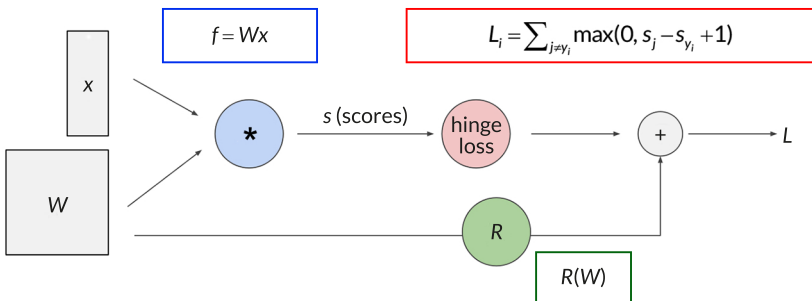 f = Wx
L_i = ∑_{j≠y_i} max(0, s_j − s_{y_i} + 1)
x
*
s (scores)
hinge
loss
+
L
W
R
R(W)